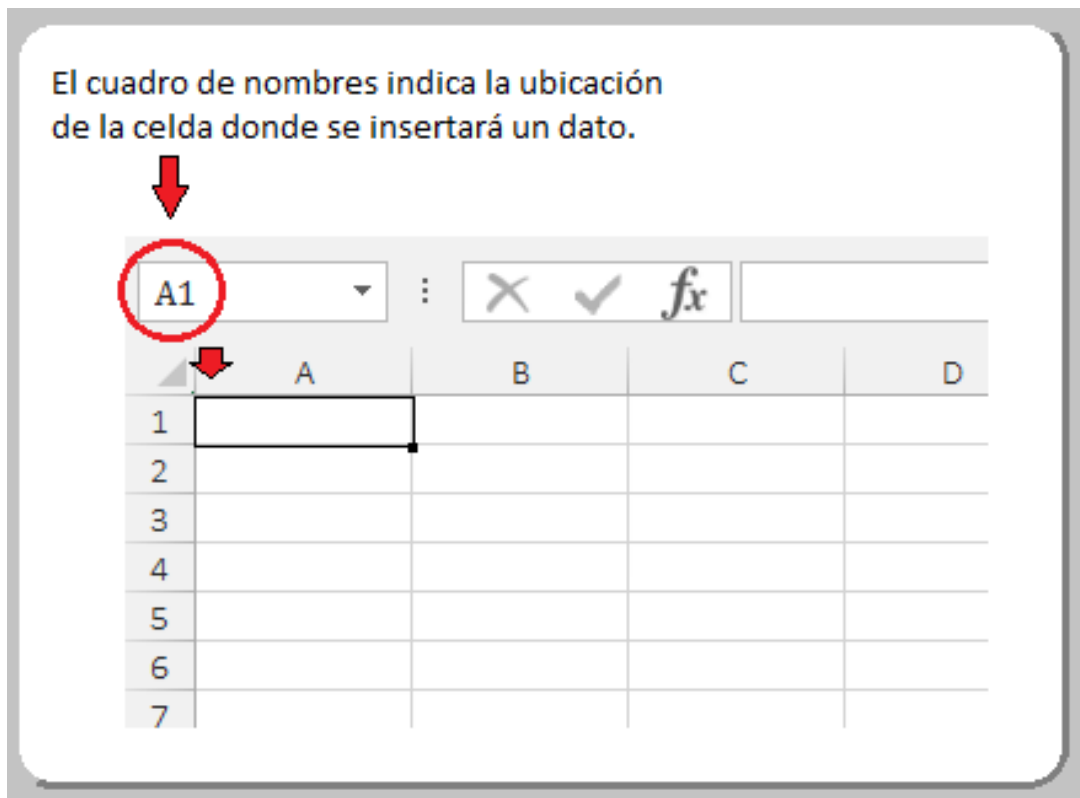 El cuadro de nombres indica la ubicación
de la celda donde se insertará un dato.
A1 fx
A B C D
1
2
3
4
5
6
7